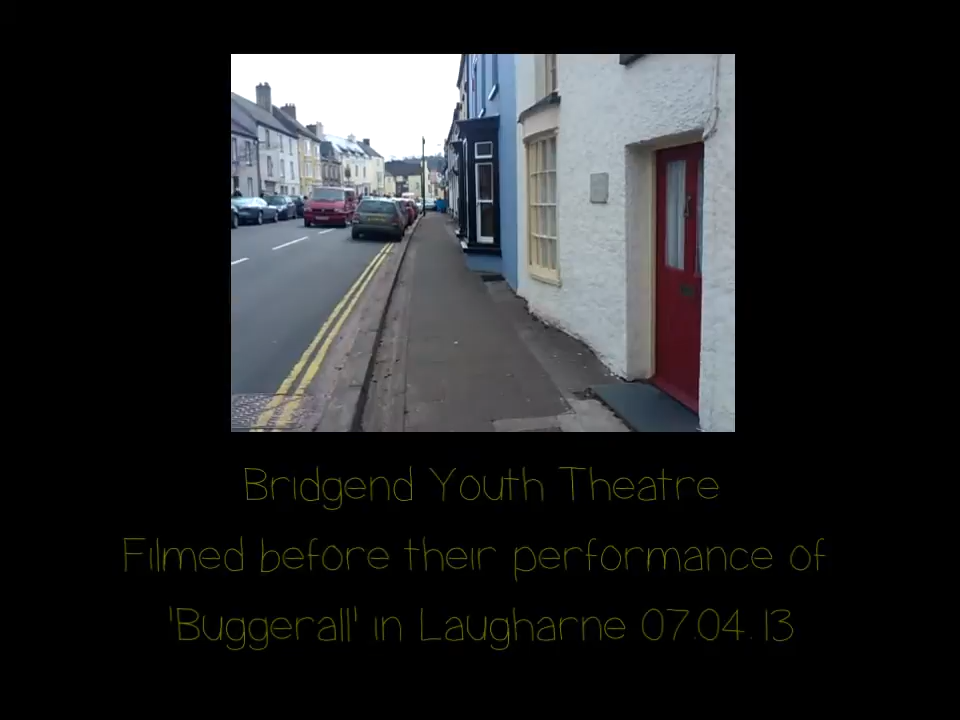 Bridgend Youth Theatre
Filmed before their performance of
'Buggerall' in Laugharne 07.04.13